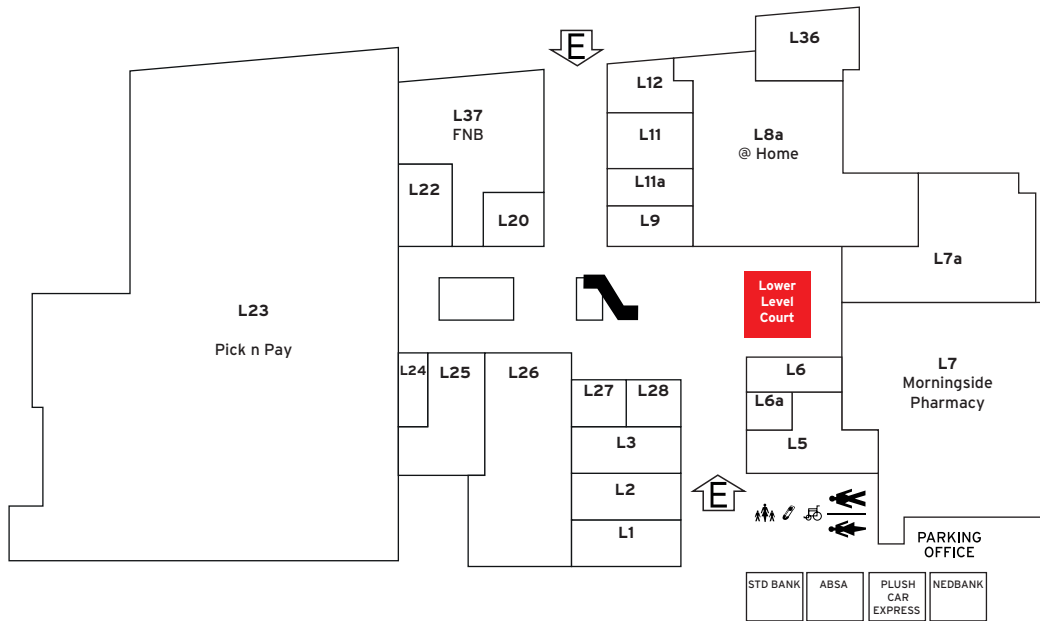 L36
E
L12
L37
FNB
L11
L8a
@ Home
L22
L11a
L20
L9
L7a
Lower
Level
Court
L23
Pick n Pay
L24
L25
L26
L6
L7
Morningside
Pharmacy
L27
L28
L6a
L3
L5
L2
E
L1
PARKING
OFFICE
STD BANK
ABSA
PLUSH
CAR
EXPRESS
NEDBANK